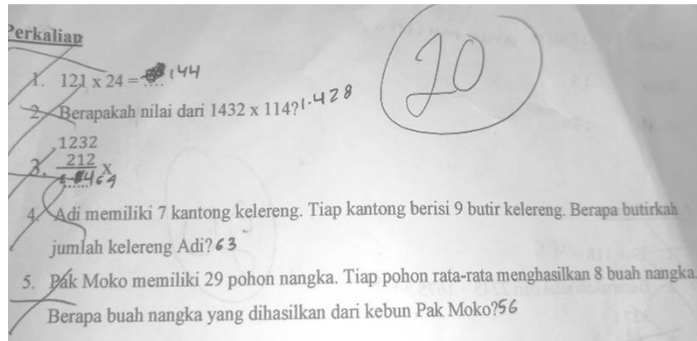 Perkalian
20
1. 121 x 24 = 144
2. Berapakah nilai dari 1432 x 114? 1.428
1232
3. 212 x
4. Adi memiliki 7 kantong kelereng. Tiap kantong berisi 9 butir kelereng. Berapa butirkah
jumlah kelereng Adi? 63
5. Pak Moko memiliki 29 pohon nangka. Tiap pohon rata-rata menghasilkan 8 buah nangka.
Berapa buah nangka yang dihasilkan dari kebun Pak Moko? 56